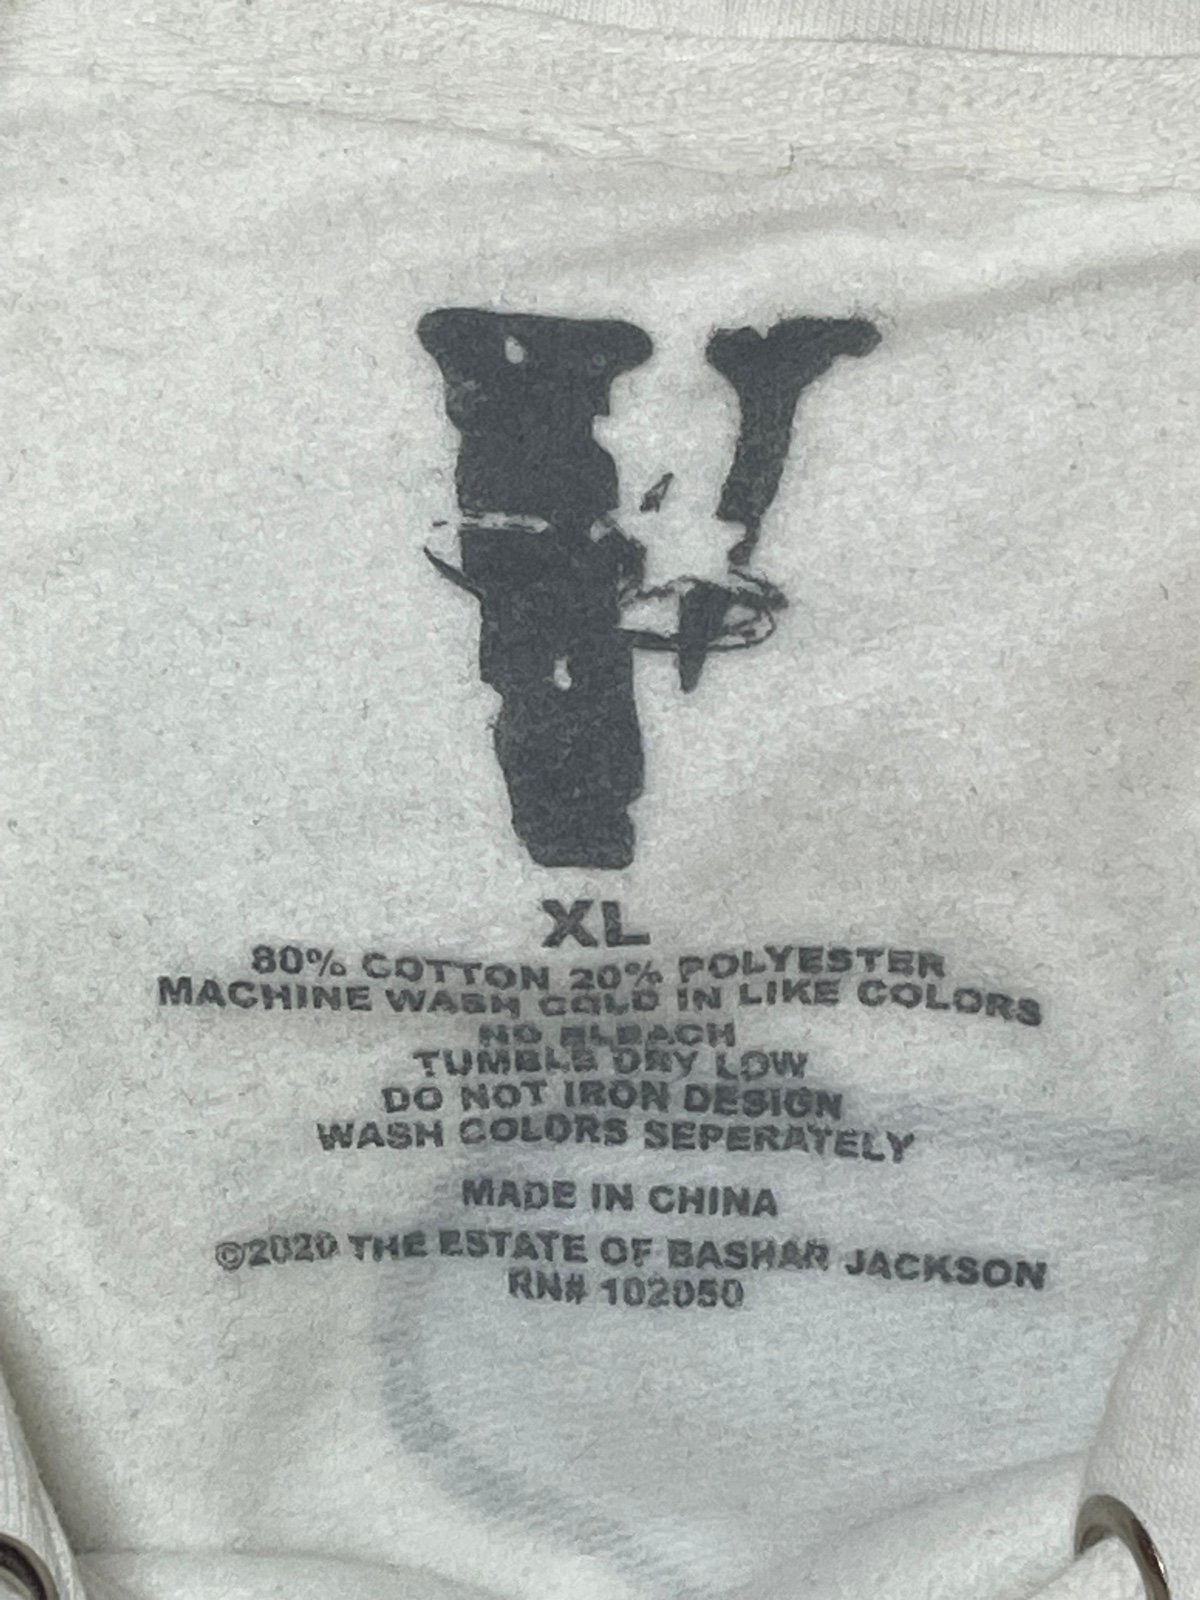 V
XL
80% COTTON 20% POLYESTER
MACHINE WASH COLD IN LIKE COLORS
NO BLEACH
TUMBLE DRY LOW
DO NOT IRON DESIGN
WASH COLORS SEPERATELY
MADE IN CHINA
©2020 THE ESTATE OF BASHAR JACKSON
RN# 102050